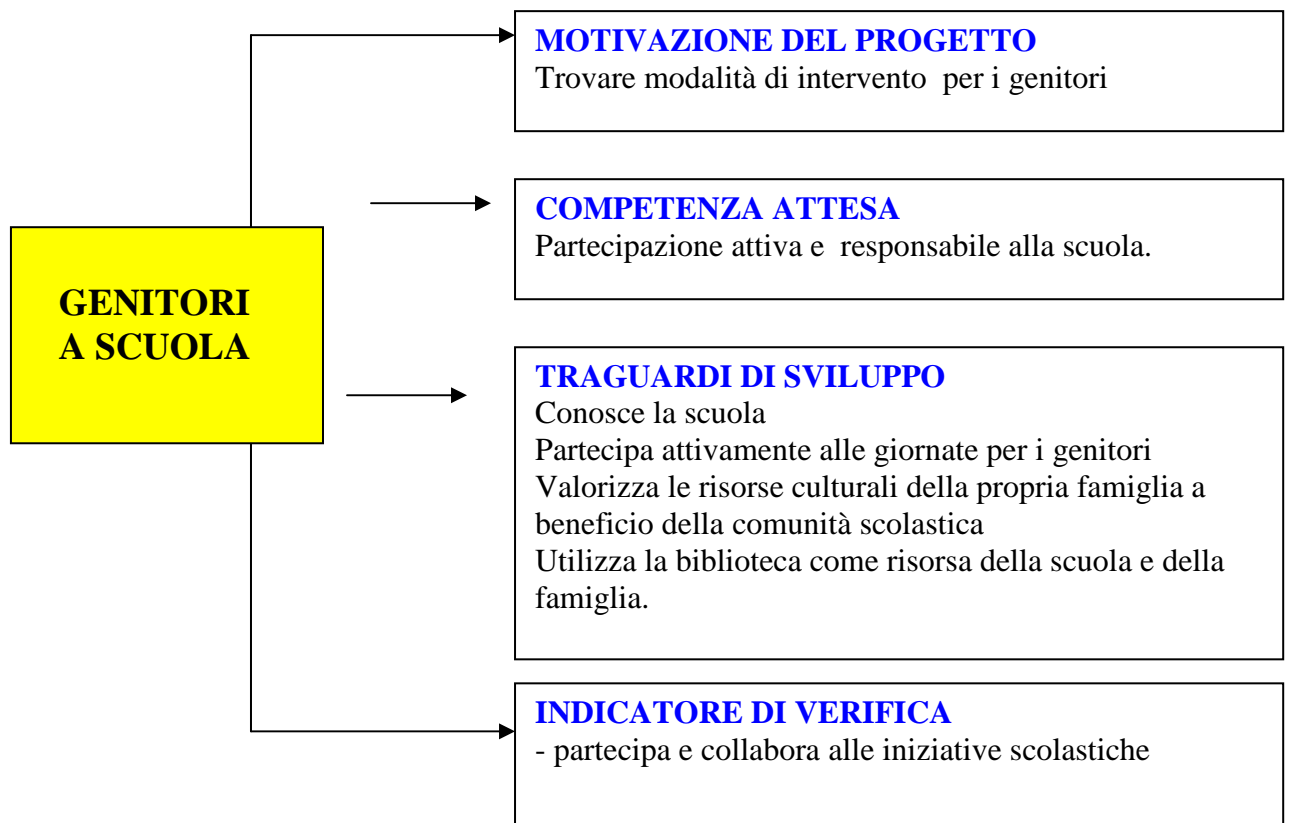 MOTIVAZIONE DEL PROGETTO
Trovare modalità di intervento per i genitori
COMPETENZA ATTESA
Partecipazione attiva e responsabile alla scuola.
GENITORI
A SCUOLA
TRAGUARDI DI SVILUPPO
Conosce la scuola
Partecipa attivamente alle giornate per i genitori
Valorizza le risorse culturali della propria famiglia a
beneficio della comunità scolastica
Utilizza la biblioteca come risorsa della scuola e della
famiglia.
INDICATORE DI VERIFICA
- partecipa e collabora alle iniziative scolastiche